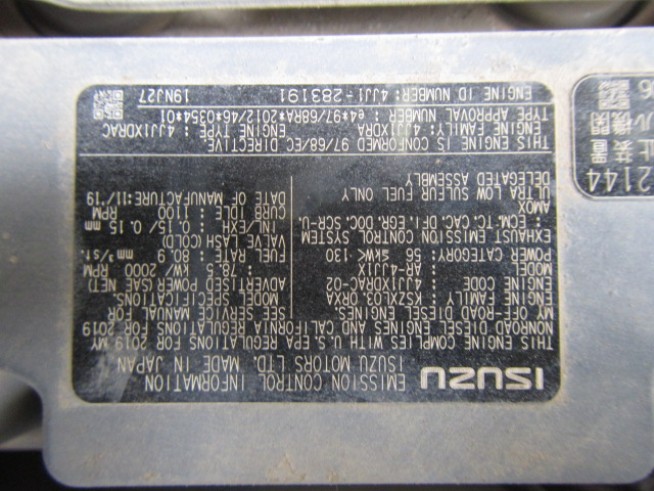 ISUZU
EMISSION CONTROL INFORMATION
ISUZU MOTORS LTD. MADE IN JAPAN
THIS ENGINE COMPLIES WITH U.S. EPA REGULATIONS FOR 2019 MY
NONROAD DIESEL ENGINES AND CALIFORNIA REGULATIONS FOR 2019
MY OFF-ROAD DIESEL ENGINES.
SEE SERVICE MANUAL FOR
MODEL SPECIFICATIONS.
ENGINE FAMILY : KSZXL03.0RXA
ENGINE CODE : 4JJ1XDRAC-02
MODEL : AR-4JJ1X
POWER CATEGORY: 56 ≤kW< 130
EXHAUST EMISSION CONTROL SYSTEM
: ECM, TC, CAC, DFI, EGR, DOC, SCR-U,
AMOX
ULTRA LOW SULFUR FUEL ONLY
DELEGATED ASSEMBLY
ADVERTISED POWER (SAE NET)
: 78.5 kW/ 2000 RPM
FUEL RATE : 80.9 mm³/st.
VALVE LASH (COLD)
INL/EXH : 0.15/ 0.15 mm
CURB IDLE : 1100 RPM
DATE OF MANUFACTURE:11/'19
THIS ENGINE IS CONFORMED 97/68/EC DIRECTIVE
ENGINE FAMILY: 4JJ1XDRA ENGINE TYPE: 4JJ1XDRAC
TYPE APPROVAL NUMBER: e4*97/68RA*2012/46*0354*01
ENGINE ID NUMBER: 4JJ1-283191
19NJ27
2144